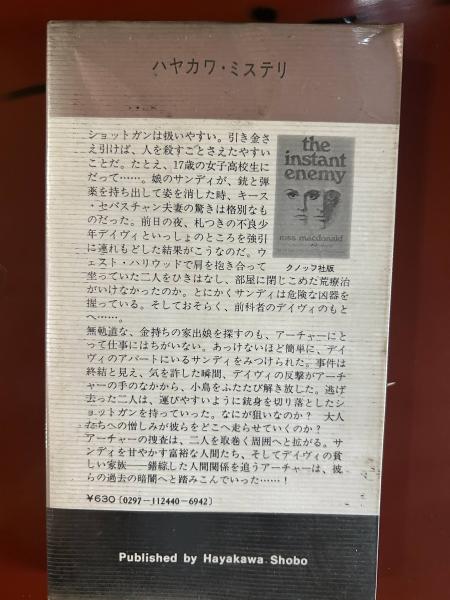 ハヤカワ・ミステリ
ショットガンは扱いやすい。引き金さ
え引けば、人を殺すことさえたやすい
ことだ。たとえ、17歳の女子高校生に
だって……。娘のサンディが、銃と弾
薬を持ち出して姿を消した時、キース
・セバスチャン夫妻の驚きは格別なも
のだった。前日の夜、札つきの不良少
年デイヴィといっしょのところを強引
に連れもどした結果がこうなのだ。ウ
ェスト・ハリウッドで肩を抱き合って
坐っていた二人をひきはなし、部屋に閉じこめた荒療治
がいけなかったのか。とにかくサンディは危険な凶器を
握っている。そしておそらく、前科者のデイヴィのもと
へ……。
無軌道な、金持ちの家出娘を探すのも、アーチャーにと
って仕事にはちがいない。あっけないほど簡単に、デイ
ヴィのアパートにいるサンディをみつけられた。事件は
終結と見え、気を許した瞬間、デイヴィの反撃がアーチ
ャーの手のなかから、小鳥をふたたび解き放した。逃げ
去った二人は、運びやすいように銃身を切り落としたシ
ョットガンを持っていった。なにが狙いなのか？ 大人
たちへの憎しみが彼らをどこへ走らせていくのか？
アーチャーの捜査は、二人を取巻く周囲へと拡がる。サ
ンディを甘やかす富裕な人間たち、そしてデイヴィの貧
しい家族──錯綜した人間関係を追うアーチャーは、彼
らの過去の暗闇へと踏みこんでいった……！
the
instant
enemy
ross macdonald
クノッフ社版
￥630 [0297-112440-6942]
Published by Hayakawa Shobo